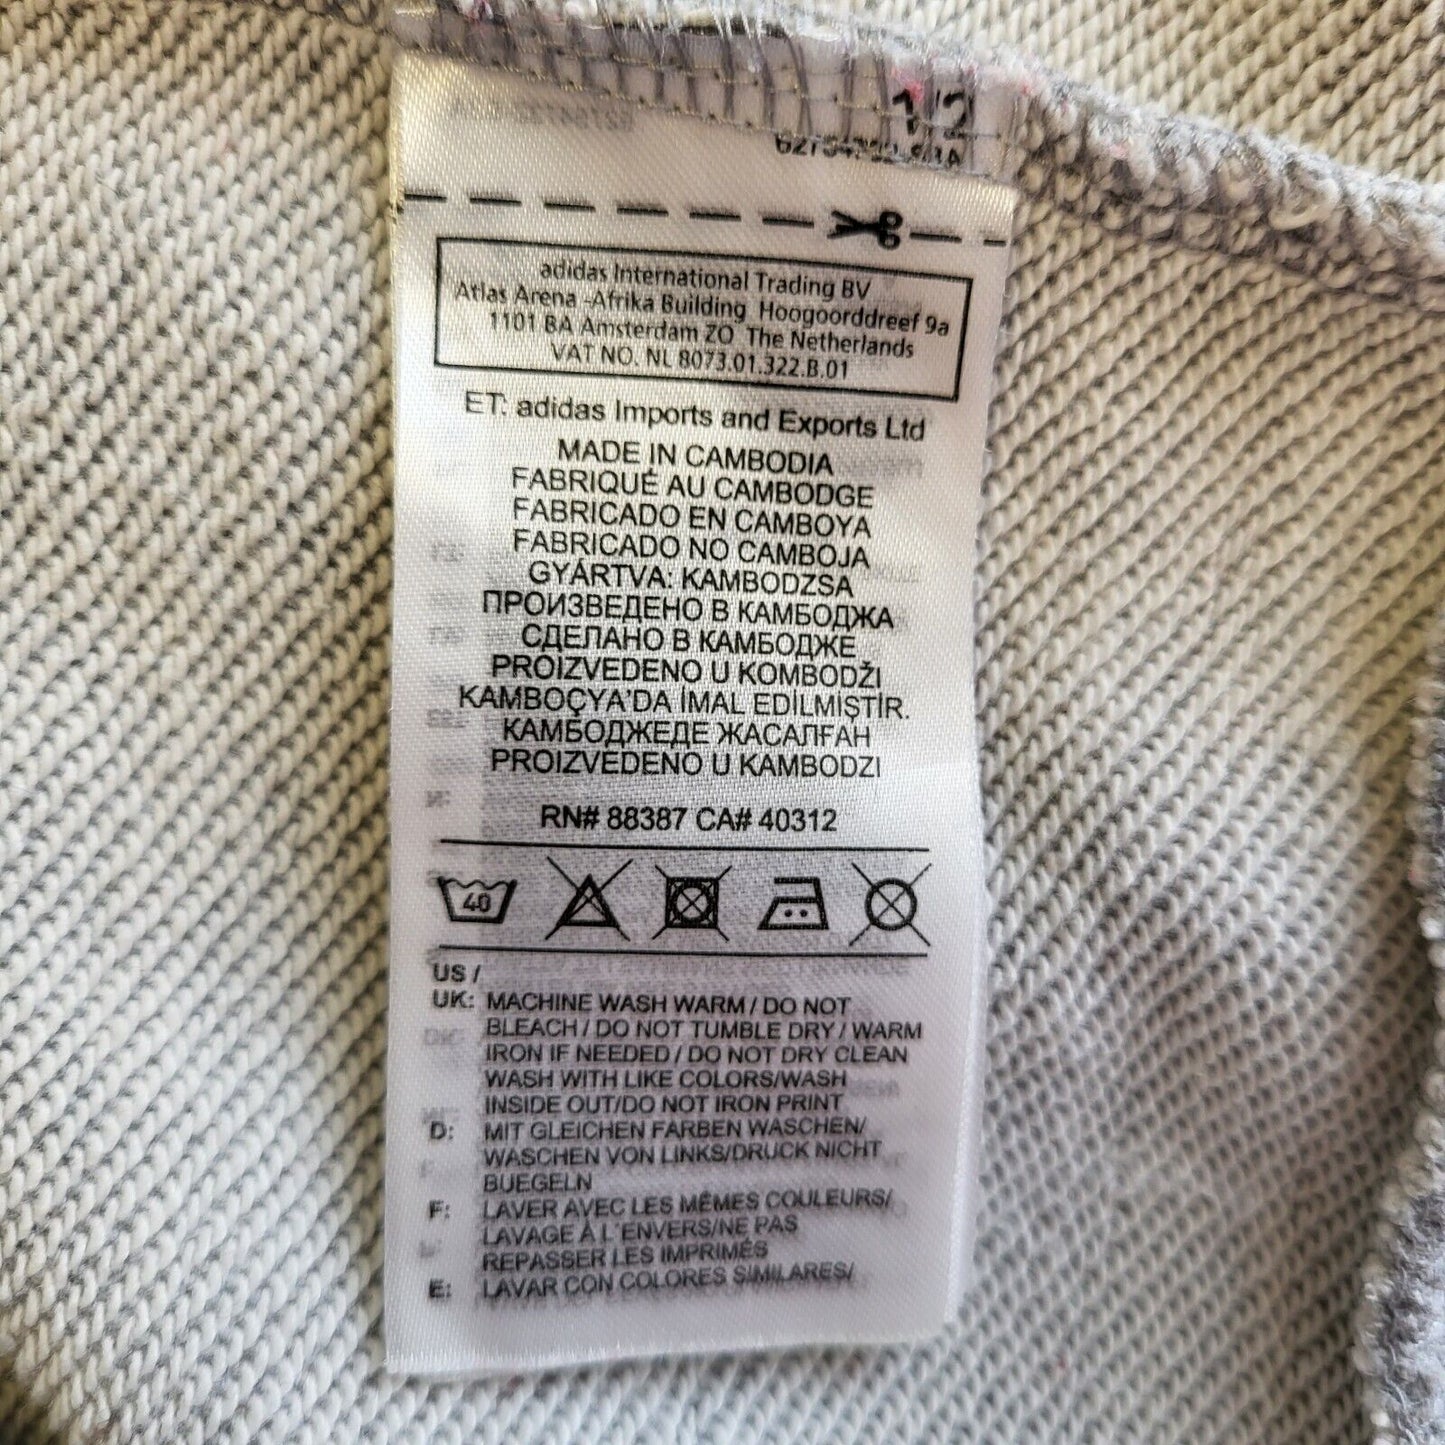 1/2
adidas International Trading BV
Atlas Arena -Afrika Building Hoogoorddreef 9a
1101 BA Amsterdam ZO The Netherlands
VAT NO. NL 8073.01.322.B.01
ET: adidas Imports and Exports Ltd
MADE IN CAMBODIA
FABRIQUÉ AU CAMBODGE
FABRICADO EN CAMBOYA
FABRICADO NO CAMBOJA
GYÁRTVA: KAMBODZSA
ПРОИЗВЕДЕНО В КАМБОДЖА
СДЕЛАНО В КАМБОДЖЕ
PROIZVEDENO U KOMBODŽI
KAMBOÇYA'DA İMAL EDİLMİŞTİR.
КАМБОДЖЕДЕ ЖАСАЛҒАН
PROIZVEDENO U KAMBODZI
RN# 88387 CA# 40312
40
US /
UK: MACHINE WASH WARM / DO NOT
BLEACH / DO NOT TUMBLE DRY / WARM
IRON IF NEEDED / DO NOT DRY CLEAN
WASH WITH LIKE COLORS/WASH
INSIDE OUT/DO NOT IRON PRINT
D: MIT GLEICHEN FARBEN WASCHEN/
WASCHEN VON LINKS/DRUCK NICHT
BUEGELN
F: LAVER AVEC LES MÊMES COULEURS/
LAVAGE À L'ENVERS/NE PAS
REPASSER LES IMPRIMÉS
E: LAVAR CON COLORES SIMILARES/